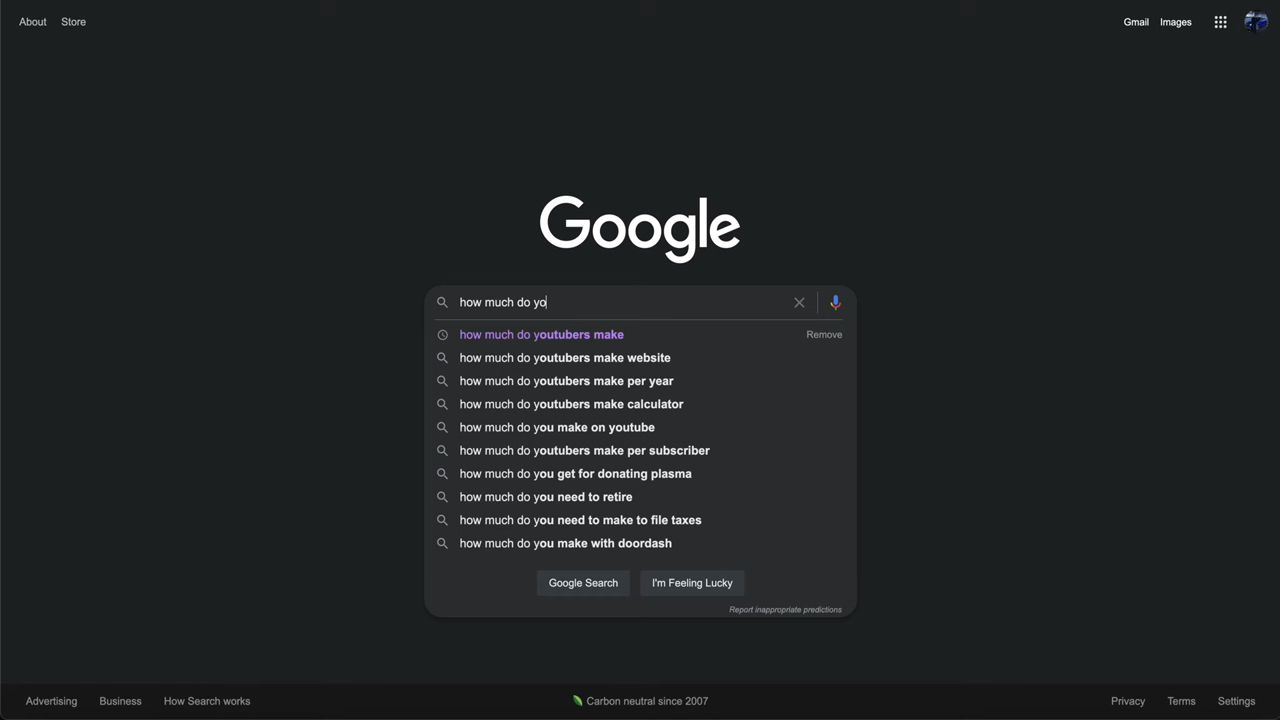 About Store
Gmail Images
Google
how much do yo
how much do youtubers make Remove
how much do youtubers make website
how much do youtubers make per year
how much do youtubers make calculator
how much do you make on youtube
how much do youtubers make per subscriber
how much do you get for donating plasma
how much do you need to retire
how much do you need to make to file taxes
how much do you make with doordash
Google Search I'm Feeling Lucky
Report inappropriate predictions
Advertising Business How Search works Carbon neutral since 2007 Privacy Terms Settings